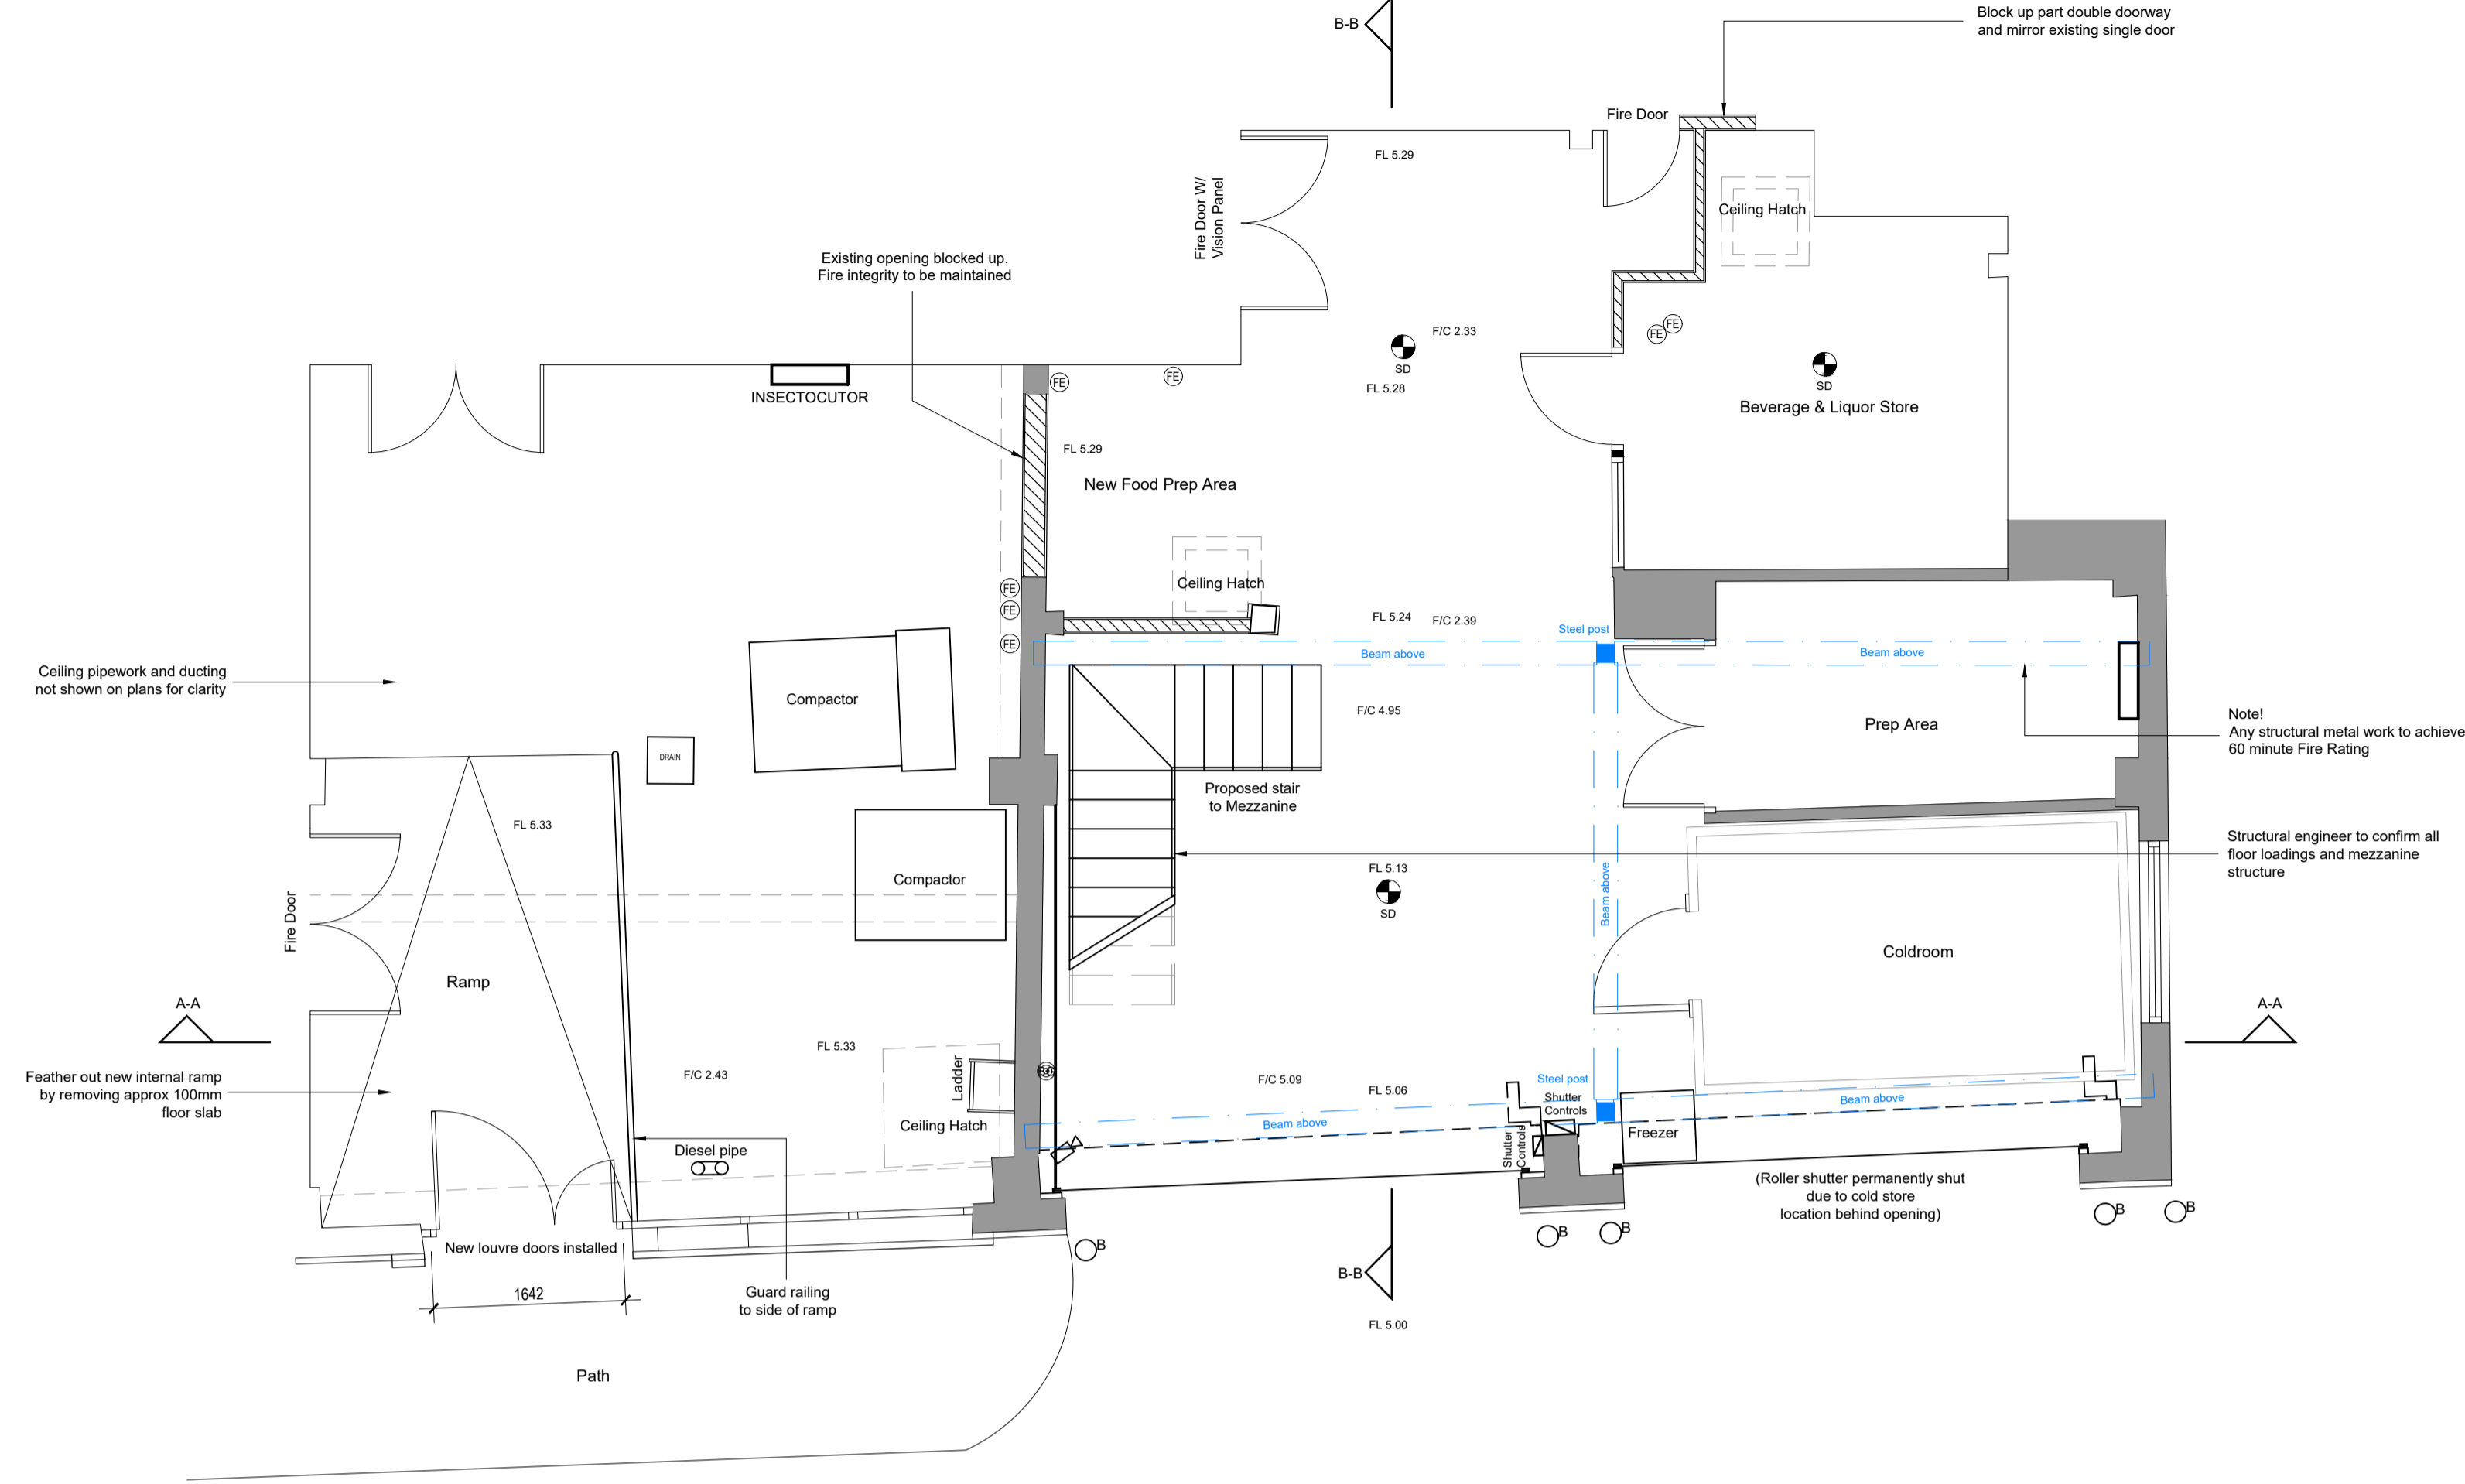 B-B
Block up part double doorway
and mirror existing single door
Fire Door
FL 5.29
Fire Door W/
Vision Panel
Ceiling Hatch
Existing opening blocked up.
Fire integrity to be maintained
F/C 2.33
FE
FE
SD
SD
FE
FE
FL 5.28
INSECTOCUTOR
Beverage & Liquor Store
FL 5.29
New Food Prep Area
Ceiling Hatch
FE
FE
FE
FL 5.24
F/C 2.39
Steel post
Beam above
Beam above
Ceiling pipework and ducting
not shown on plans for clarity
Compactor
F/C 4.95
Prep Area
Note!
Any structural metal work to achieve
60 minute Fire Rating
DRAIN
Proposed stair
to Mezzanine
FL 5.33
Structural engineer to confirm all
floor loadings and mezzanine
structure
Compactor
FL 5.13
Beam above
SD
Fire Door
Coldroom
Ramp
A-A
A-A
FL 5.33
F/C 2.43
Ladder
Feather out new internal ramp
by removing approx 100mm
floor slab
F/C 5.09
FL 5.06
Steel post
Shutter
Controls
Beam above
Ceiling Hatch
Beam above
Shutter
Controls
Freezer
Diesel pipe
(Roller shutter permanently shut
due to cold store
location behind opening)
B
B
B
B
B
New louvre doors installed
B-B
1642
Guard railing
to side of ramp
FL 5.00
Path